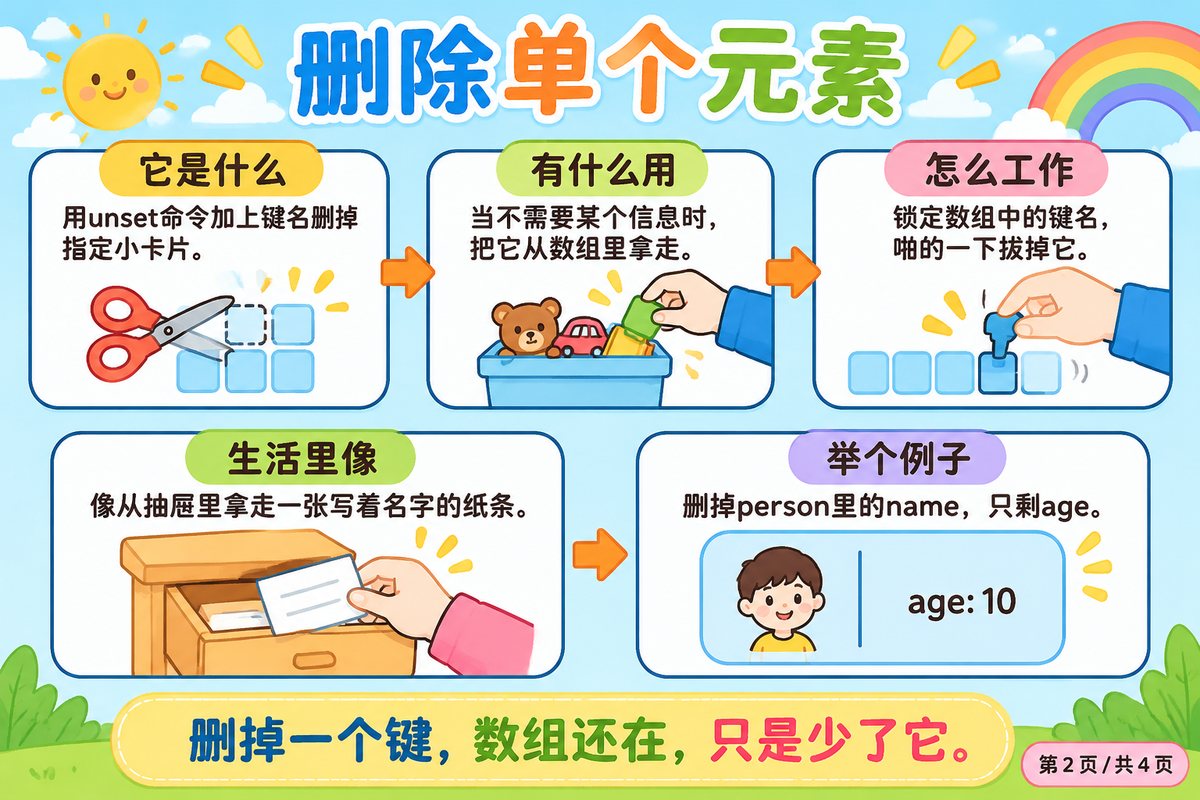 删除单个元素
它是什么
用unset命令加上键名删掉
指定小卡片。
有什么用
当不需要某个信息时，
把它从数组里拿走。
怎么工作
锁定数组中的键名，
啪的一下拔掉它。
生活里像
像从抽屉里拿走一张写着名字的纸条。
举个例子
删掉person里的name，只剩age。
age: 10
删掉一个键，数组还在，只是少了它。
第2页/共4页